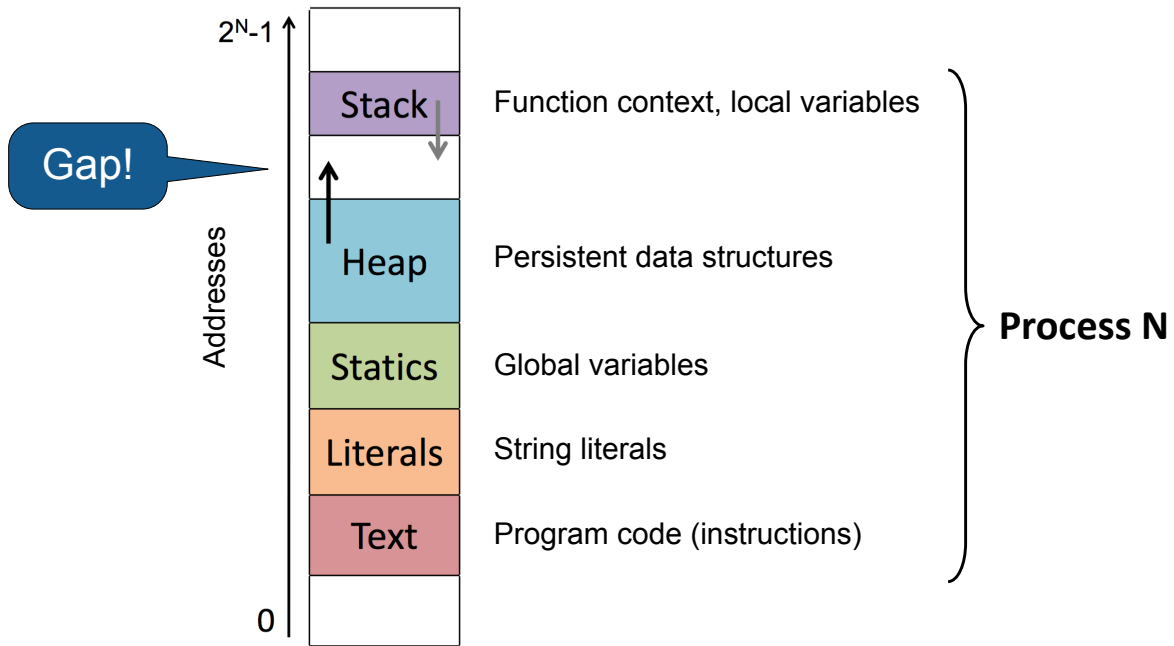 2ᴺ-1
Stack
Function context, local variables
Gap!
Addresses
Heap
Persistent data structures
Process N
Statics
Global variables
Literals
String literals
Text
Program code (instructions)
0